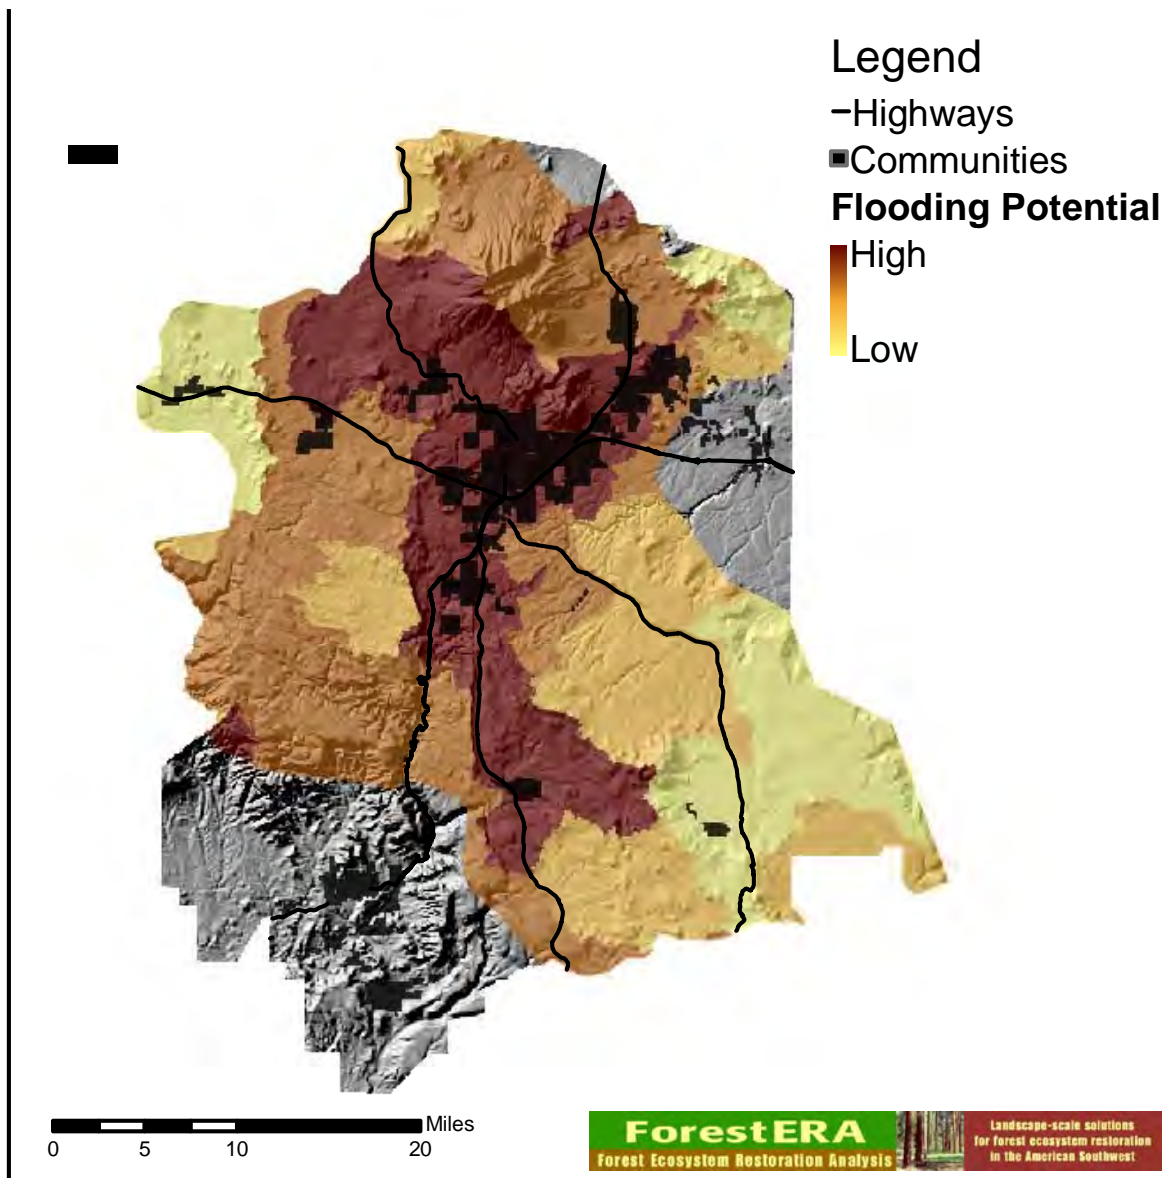 Legend
Highways
Communities
Flooding Potential
High
Low
Miles
0 5 10 20
ForestERA
Forest Ecosystem Restoration Analysis
Landscape-scale solutions
for forest ecosystem restoration
in the American Southwest